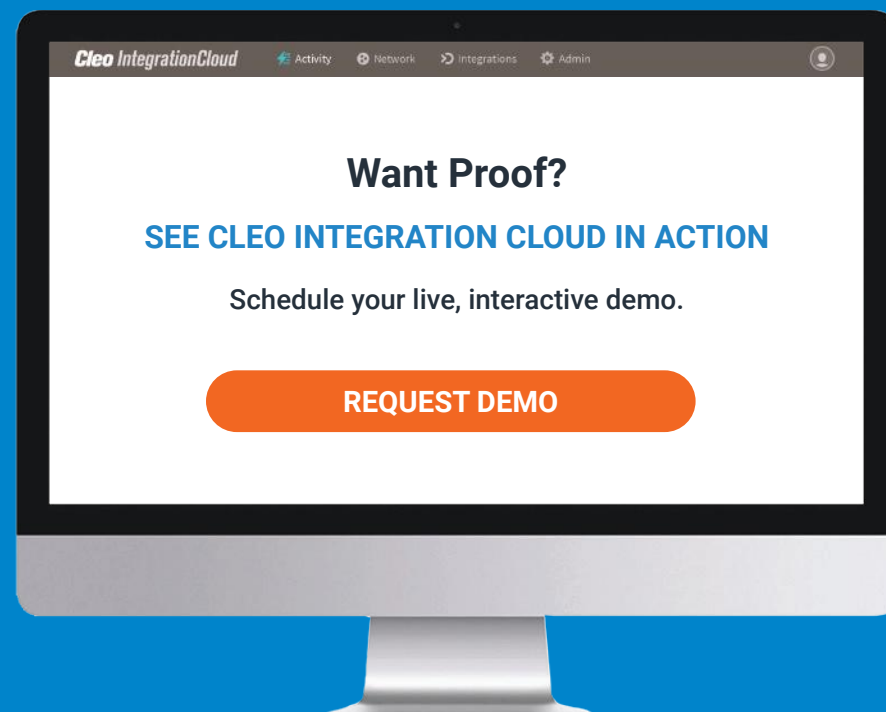 Cleo IntegrationCloud Activity Network Integrations Admin
Want Proof?
SEE CLEO INTEGRATION CLOUD IN ACTION
Schedule your live, interactive demo.
REQUEST DEMO